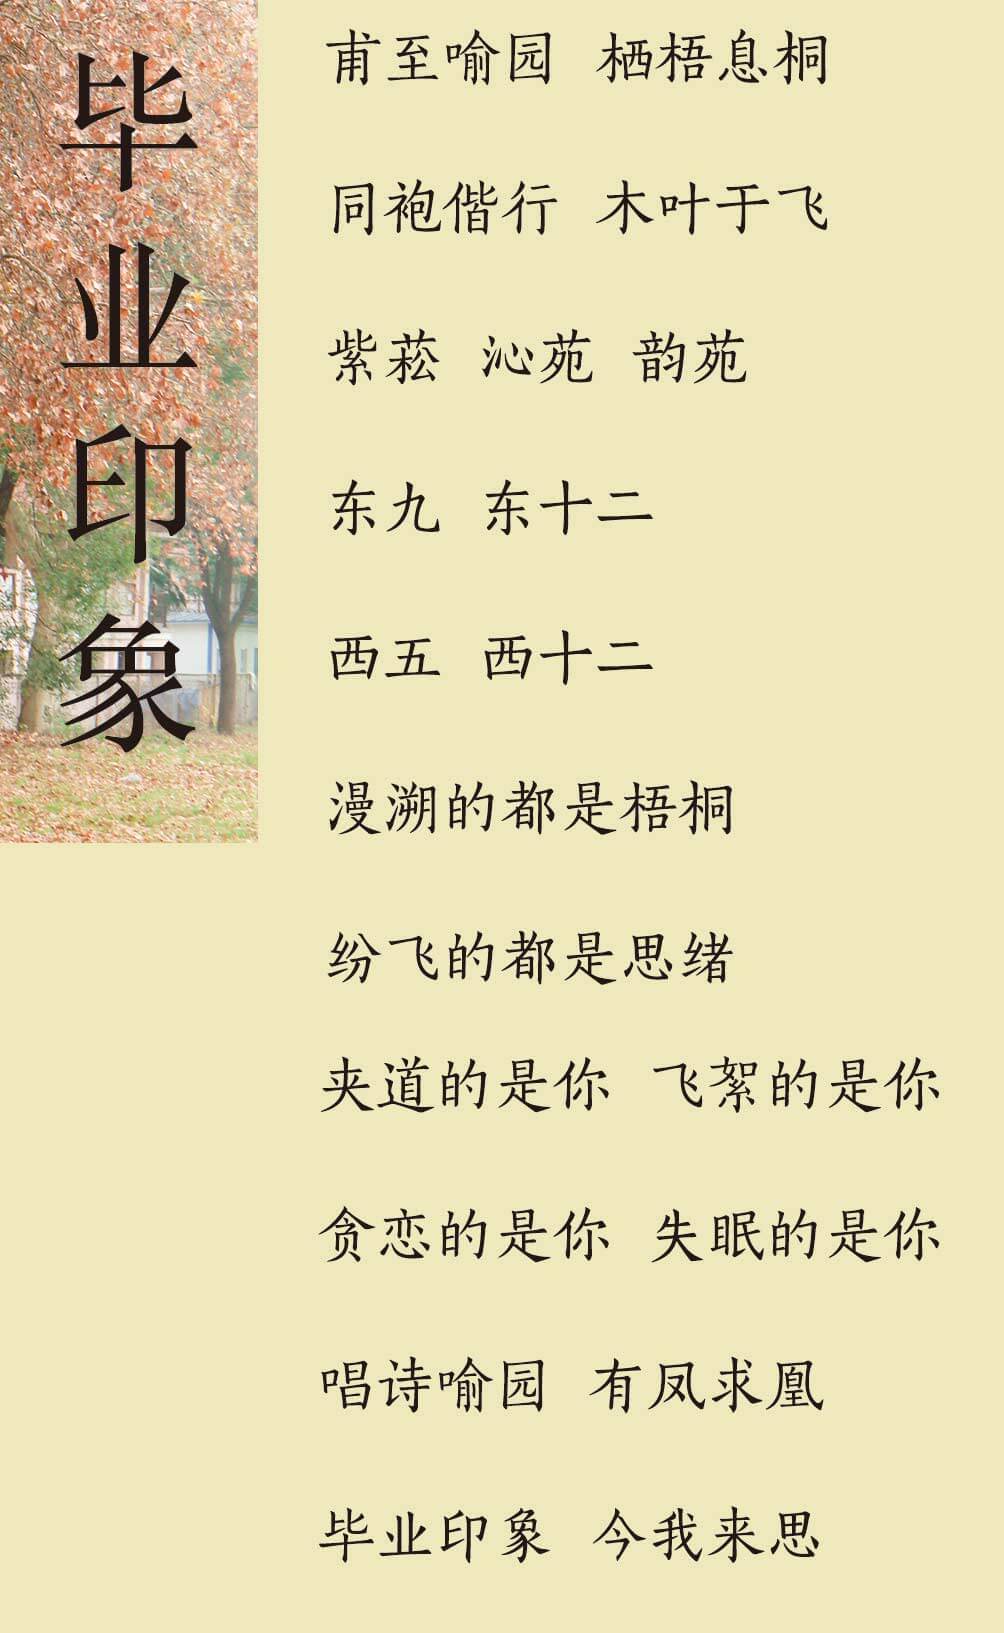 毕业印象
甫至喻园 栖梧息桐
同袍偕行 木叶于飞
紫菘 沁苑 韵苑
东九 东十二
西五 西十二
漫溯的都是梧桐
纷飞的都是思绪
夹道的是你 飞絮的是你
贪恋的是你 失眠的是你
唱诗喻园 有凤求凰
毕业印象 今我来思